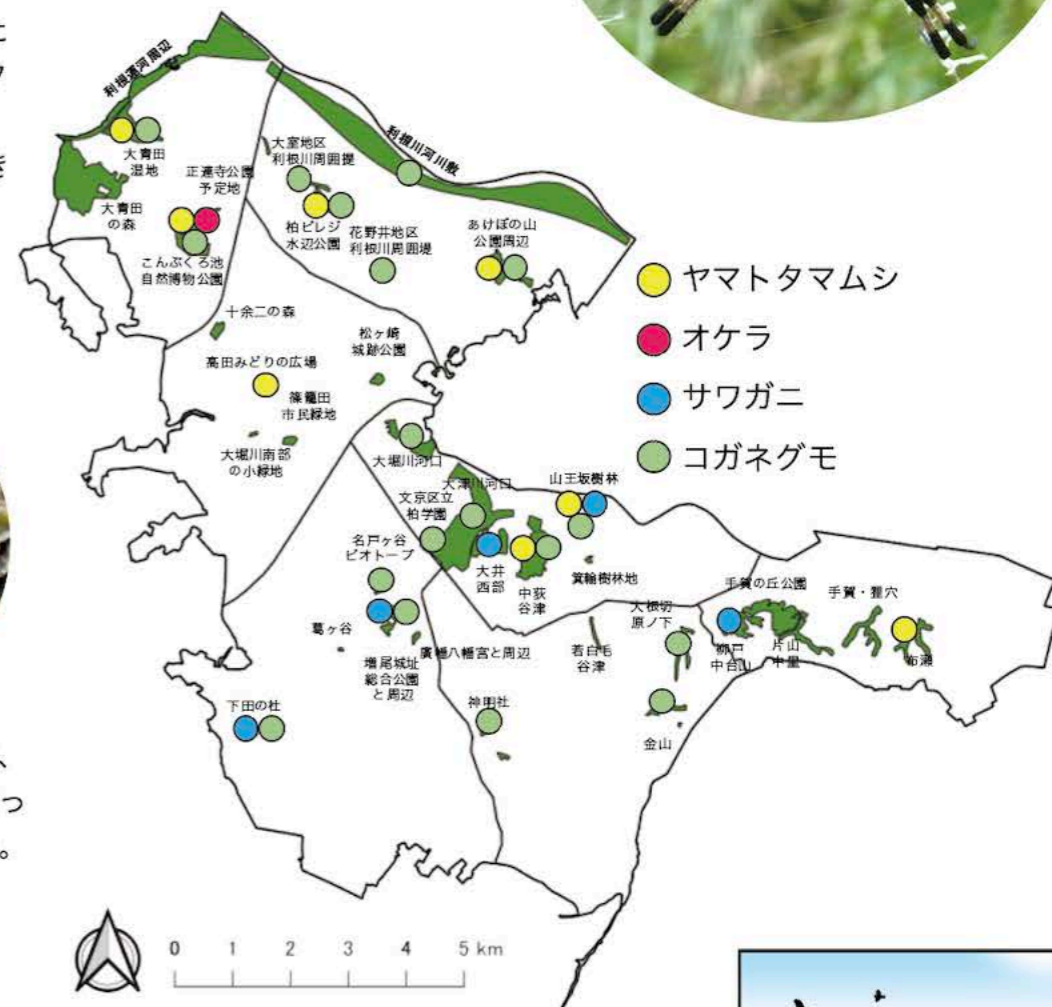 に
き
利根運河周辺
利根川河川敷
大青田
湿地
大青田
の森
正連寺公園
予定地
こんぶくろ池
自然博物公園
大室地区
利根川周囲提
柏ビレジ
水辺公園
花野井地区
利根川周囲堤
あけぼの山
公園周辺
十余二の森
松ヶ崎
城跡公園
高田みどりの広場
篠籠田
市民緑地
大堀川南部
の小緑地
ヤマトタマムシ
オケラ
サワガニ
コガネグモ
大堀川河口
大津川河口
文京区立
柏学園
山王坂樹林
名戸ヶ谷
ビオトープ
大井
西部
中荻
谷津
箕輪樹林地
手賀の丘公園
手賀・狸穴
大根切
原ノ下
葛ヶ谷
廣幡八幡宮と周辺
若白毛
谷津
柳戸
中台山
片山
中里
布瀬
増尾城址
総合公園
と周辺
下田の杜
神明社
金山
、
っ
。
0 1 2 3 4 5 km